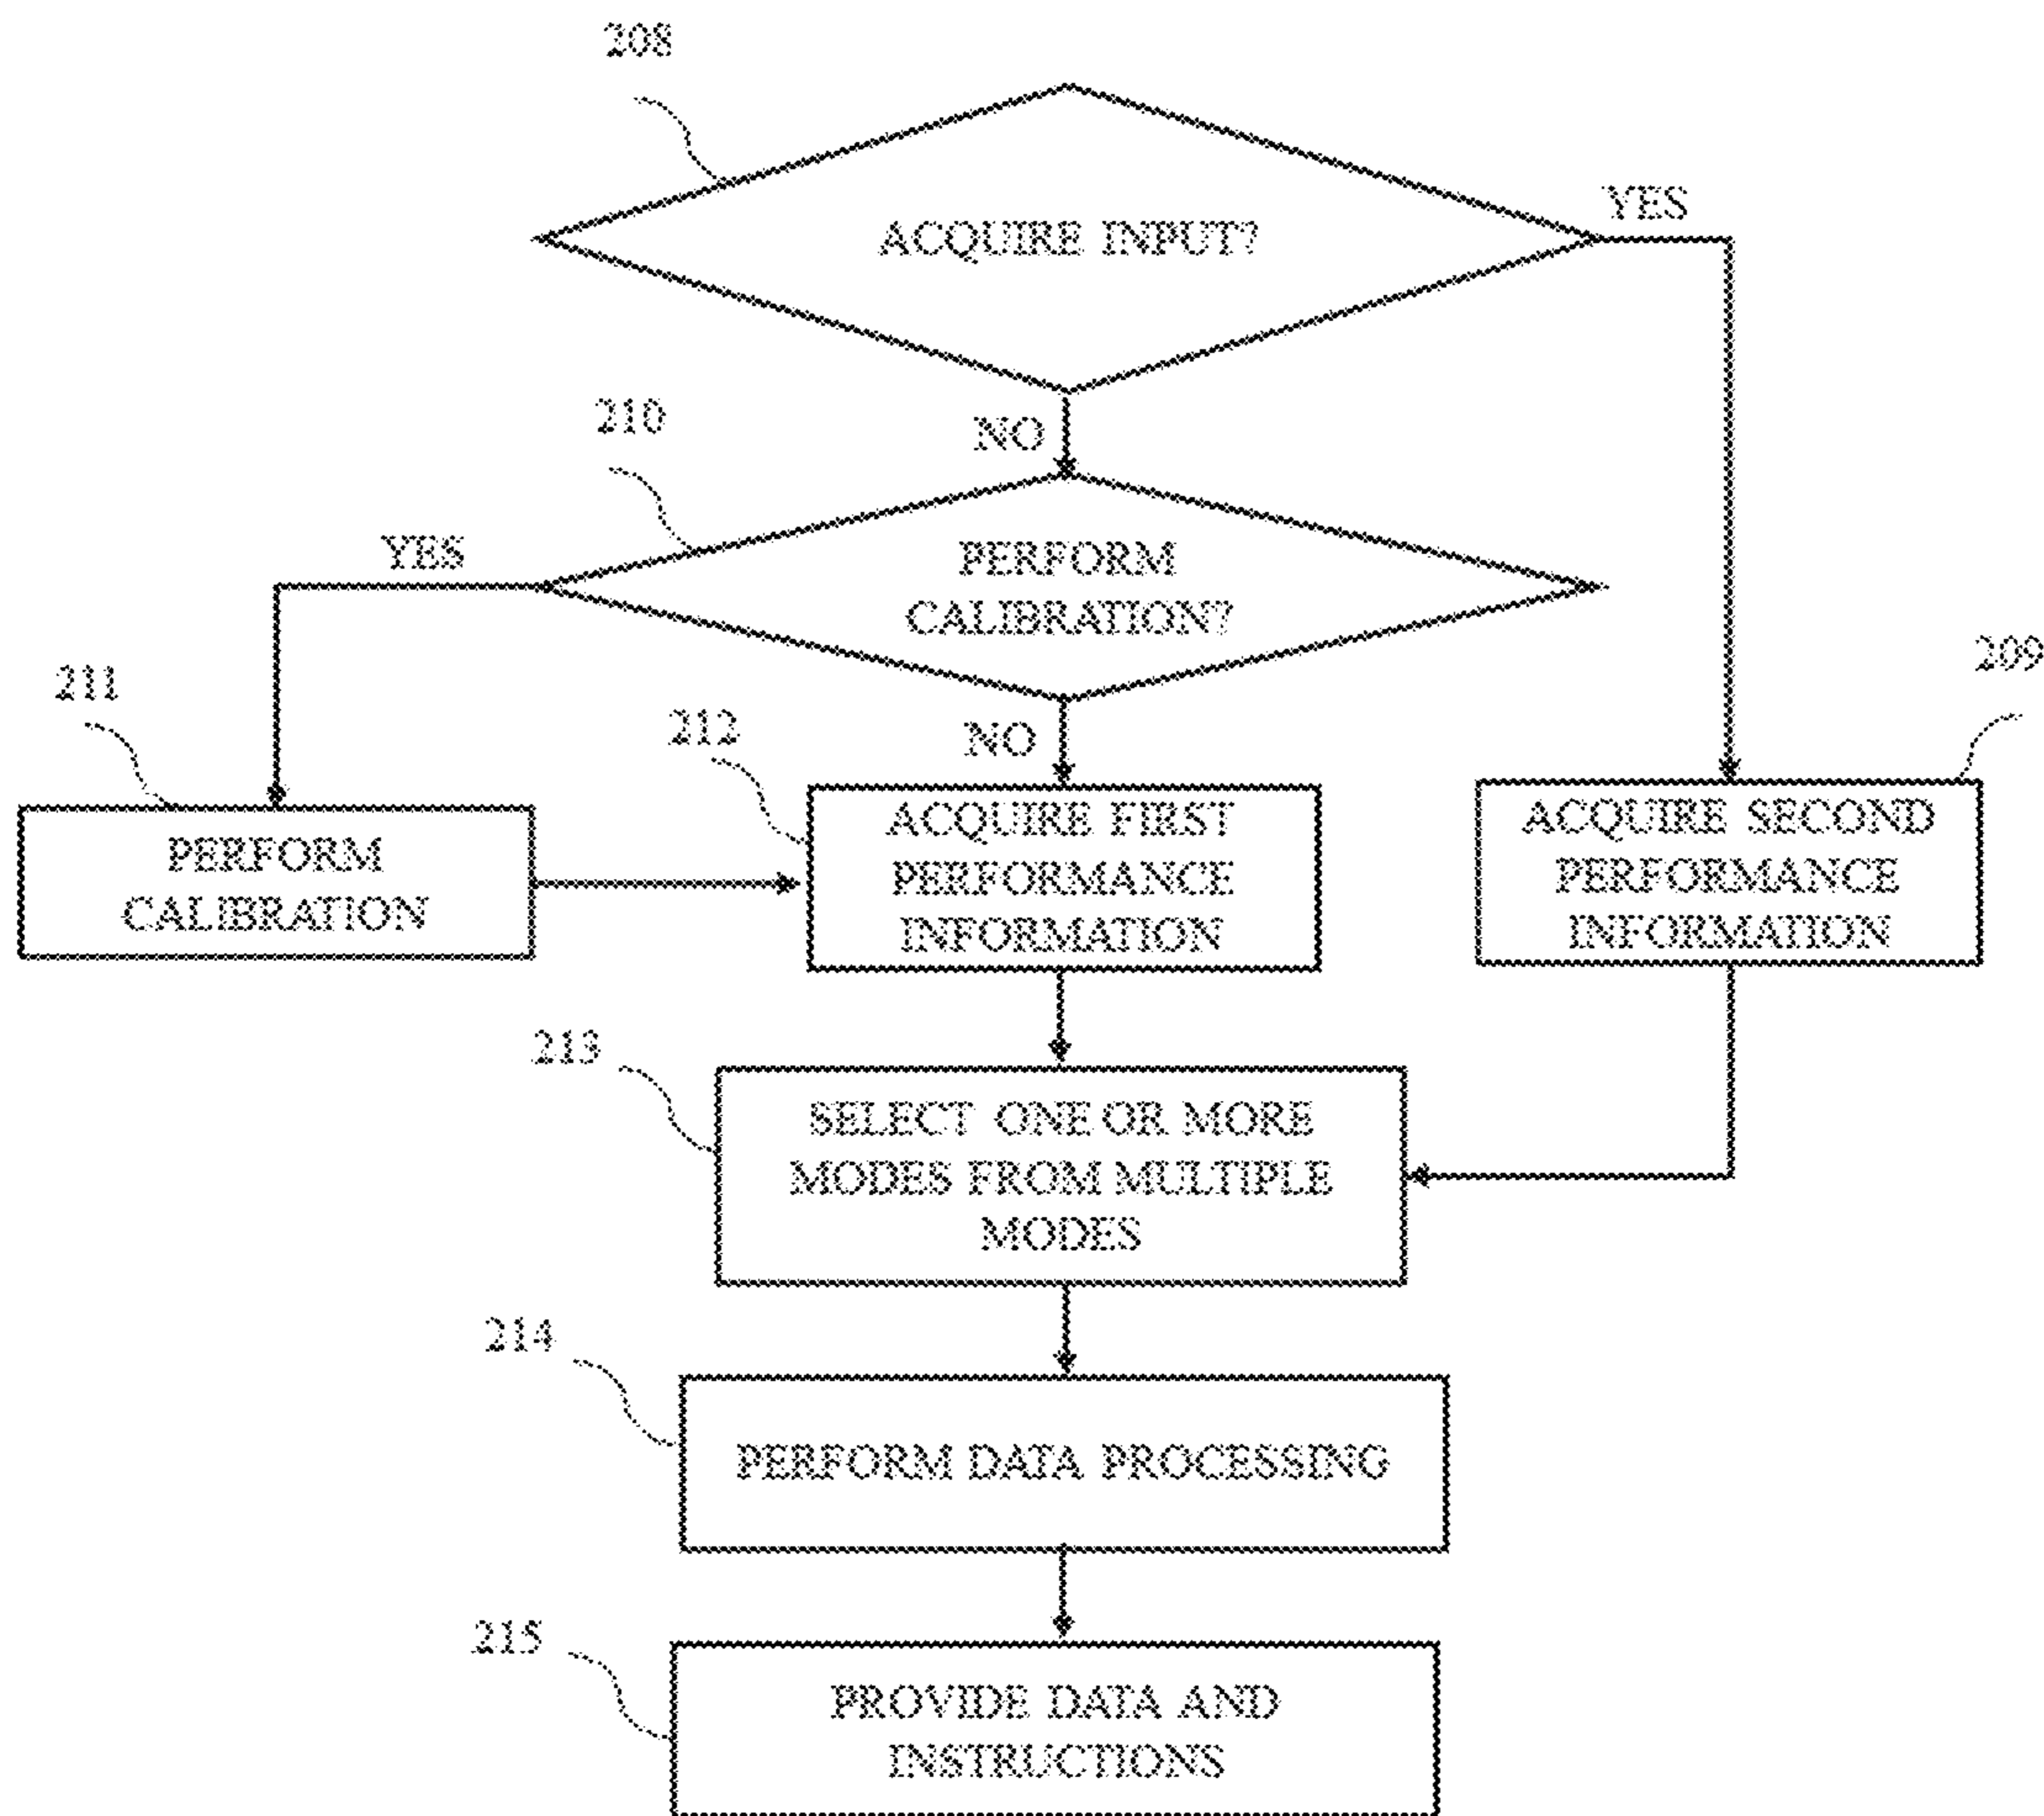 208
ACQUIRE INPUT?
YES
NO
210
PERFORM
CALIBRATION?
YES
NO
211
PERFORM
CALIBRATION
212
ACQUIRE FIRST
PERFORMANCE
INFORMATION
209
ACQUIRE SECOND
PERFORMANCE
INFORMATION
213
SELECT ONE OR MORE
MODES FROM MULTIPLE
MODES
214
PERFORM DATA PROCESSING
215
PROVIDE DATA AND
INSTRUCTIONS